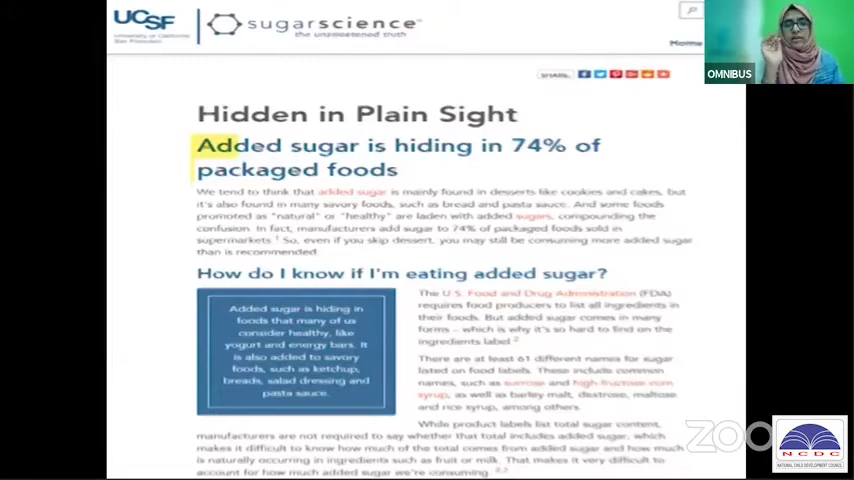 UCSF
University of California
San Francisco
sugarscience™
the unsweetened truth
Home
OMNIBUS
SHARE
Hidden in Plain Sight
Added sugar is hiding in 74% of
packaged foods
We tend to think that added sugar is mainly found in desserts like cookies and cakes, but
it's also found in many savory foods, such as bread and pasta sauce. And some foods
promoted as "natural" or "healthy" are laden with added sugars, compounding the
confusion. In fact, manufacturers add sugar to 74% of packaged foods sold in
supermarkets.1 So, even if you skip dessert, you may still be consuming more added sugar
than is recommended.
How do I know if I'm eating added sugar?
Added sugar is hiding in
foods that many of us
consider healthy, like
yogurt and energy bars. It
is also added to savory
foods, such as ketchup,
breads, salad dressing and
pasta sauce.
The U.S. Food and Drug Administration (FDA)
requires food producers to list all ingredients in
their foods. But added sugar comes in many
forms – which is why it's so hard to find on the
ingredients label.2
There are at least 61 different names for sugar
listed on food labels. These include common
names, such as sucrose and high-fructose corn
syrup, as well as barley malt, dextrose, maltose
and rice syrup, among others.
While product labels list total sugar content,
manufacturers are not required to say whether that total includes added sugar, which
makes it difficult to know how much of the total comes from added sugar and how much
is naturally occurring in ingredients such as fruit or milk. That makes it very difficult to
account for how much added sugar we're consuming.2,3
zoo
NCDC
NATIONAL CHILD DEVELOPMENT COUNCIL